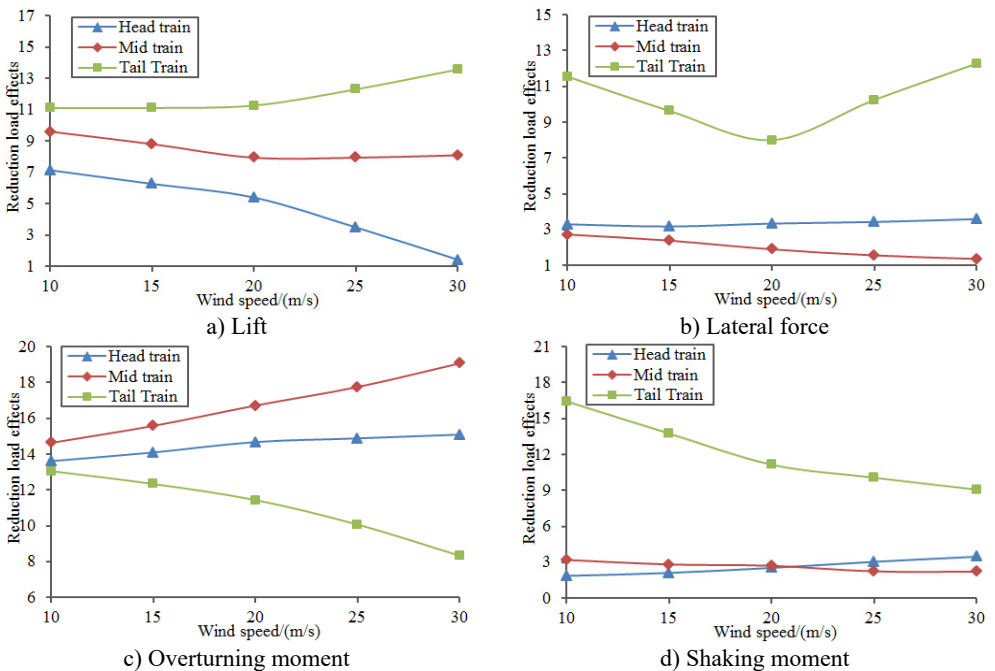 17
15
13
11
9
7
5
3
1
Reduction load effects
Head train
Mid train
Tail Train
10 15 20 25 30
Wind speed/(m/s)
a) Lift
15
13
11
9
7
5
3
1
Reduction load effects
Head train
Mid train
Tail Train
10 15 20 25 30
Wind speed/(m/s)
b) Lateral force
20
18
16
14
12
10
8
6
Reduction load effects
Head train
Mid train
Tail Train
10 15 20 25 30
Wind speed/(m/s)
c) Overturning moment
21
18
15
12
9
6
3
0
Reduction load effects
Head train
Mid train
Tail Train
10 15 20 25 30
Wind speed/(m/s)
d) Shaking moment